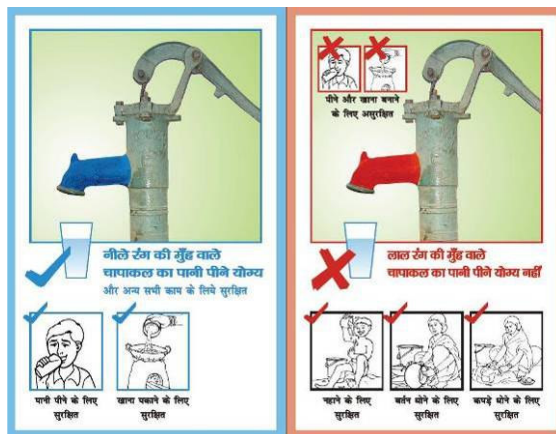 नीले रंग की मुँह वाले
चापाकल का पानी पीने योग्य
और अन्य सभी काम के लिये सुरक्षित
पानी पीने के लिए
सुरक्षित
खाना पकाने के लिए
सुरक्षित
पीने और खाना बनाने
के लिए असुरक्षित
लाल रंग की मुँह वाले
चापाकल का पानी पीने योग्य नहीं
नहाने के लिए
सुरक्षित
बर्तन धोने के लिए
सुरक्षित
कपड़े धोने के लिए
सुरक्षित